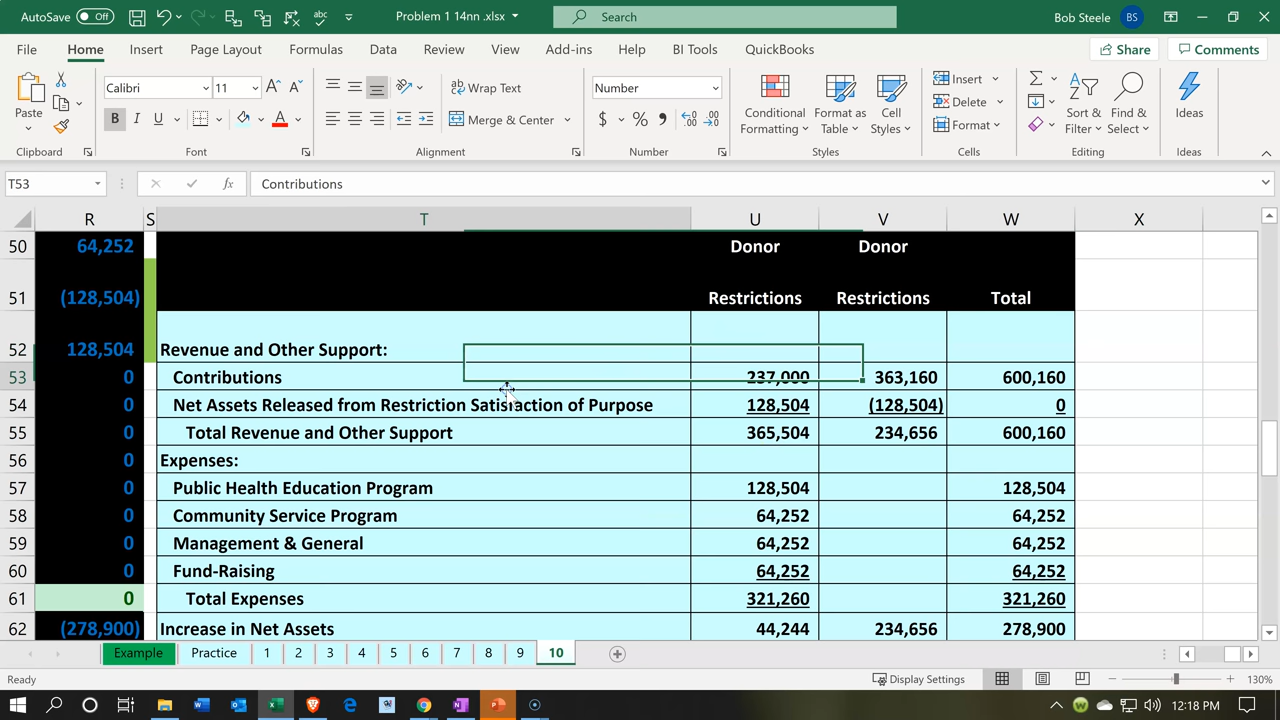 AutoSave Off Problem 1 14nn .xlsx Search Bob Steele BS
File Home Insert Page Layout Formulas Data Review View Add-ins Help BI Tools QuickBooks Share Comments
Paste Calibri 11 A A Wrap Text Number Conditional Formatting Format as Table Cell Styles Insert Sort & Filter Find & Select Ideas
B I U A Merge & Center $ % Delete
Format
Clipboard Font Alignment Number Styles Cells Editing Ideas
T53 fx Contributions
R S T U V W X
50 64,252 Donor Donor
51 (128,504) Restrictions Restrictions Total
52 128,504 Revenue and Other Support:
53 0 Contributions 237,000 363,160 600,160
54 0 Net Assets Released from Restriction Satisfaction of Purpose 128,504 (128,504) 0
55 0 Total Revenue and Other Support 365,504 234,656 600,160
56 0 Expenses:
57 0 Public Health Education Program 128,504 128,504
58 0 Community Service Program 64,252 64,252
59 0 Management & General 64,252 64,252
60 0 Fund-Raising 64,252 64,252
61 0 Total Expenses 321,260 321,260
62 (278,900) Increase in Net Assets 44,244 234,656 278,900
Example Practice 1 2 3 4 5 6 7 8 9 10
Ready Display Settings 130%
12:18 PM